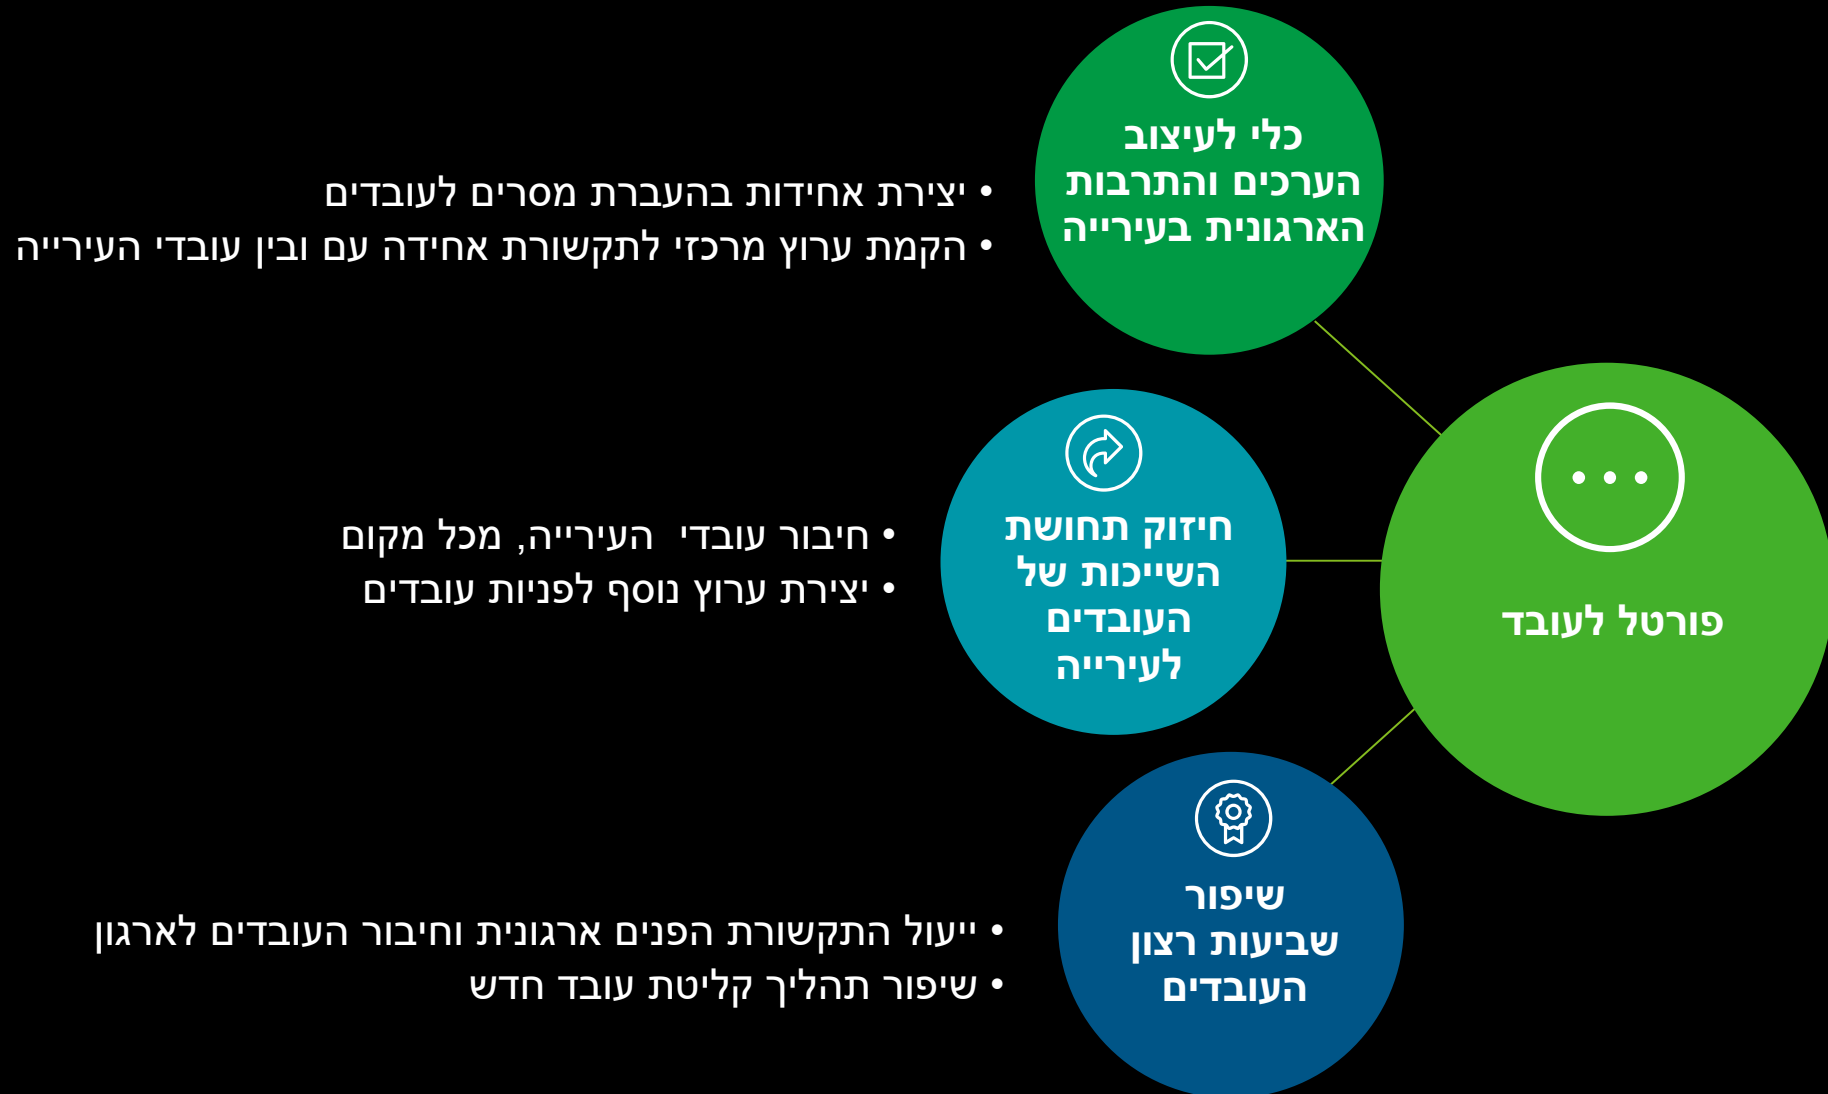 פורטל לעובד
כלי לעיצוב
הערכים והתרבות
הארגונית בעירייה
• יצירת אחידות בהעברת מסרים לעובדים
• הקמת ערוץ מרכזי לתקשורת אחידה עם ובין עובדי העירייה
חיזוק תחושת
השייכות של
העובדים
לעירייה
• חיבור עובדי  העירייה, מכל מקום
• יצירת ערוץ נוסף לפניות עובדים
שיפור
שביעות רצון
העובדים
• ייעול התקשורת הפנים ארגונית וחיבור העובדים לארגון
• שיפור תהליך קליטת עובד חדש